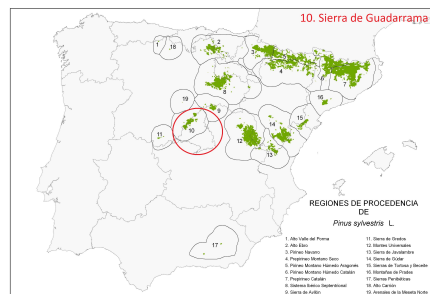 10. Sierra de Guadarrama
1
18
2
3
4
7
8
19
9
10
11
16
15
14
12
13
17
REGIONES DE PROCEDENCIA
DE
Pinus sylvestris L.
1. Alto Valle del Porma
2. Alto Ebro
3. Pirineo Navarro
4. Prepirineo Montano Seco
5. Pirineo Montano Húmedo Aragonés
6. Pirineo Montano Húmedo Catalán
7. Prepirineo Catalán
8. Sistema Ibérico Septentrional
9. Sierra de Ayllón
11. Sierra de Gredos
12. Montes Universales
13. Sierra de Javalambre
14. Sierra de Gúdar
15. Sierras de Tortosa y Beceite
16. Montañas de Prades
17. Sierras Penibéticas
18. Alto Carrión
19. Arenales de la Meseta Norte